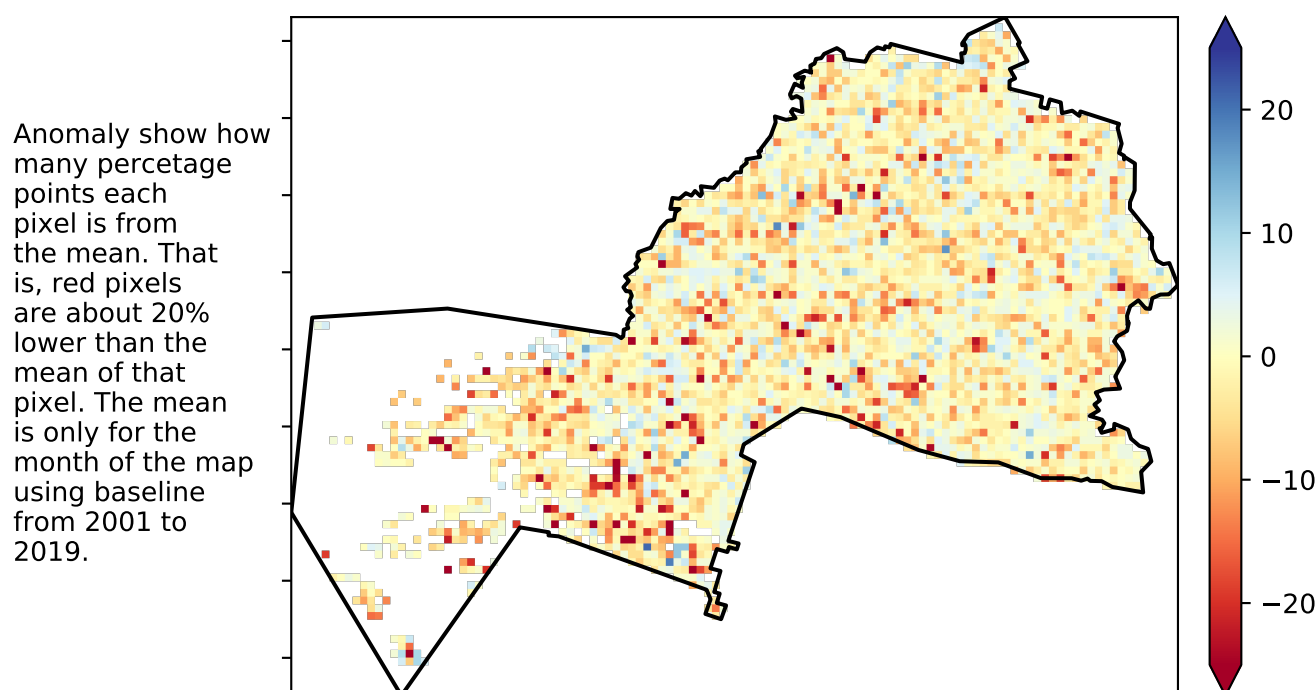 Anomaly show how
many percetage
points each
pixel is from
the mean. That
is, red pixels
are about 20%
lower than the
mean of that
pixel. The mean
is only for the
month of the map
using baseline
from 2001 to
2019.
20
10
0
−10
−20